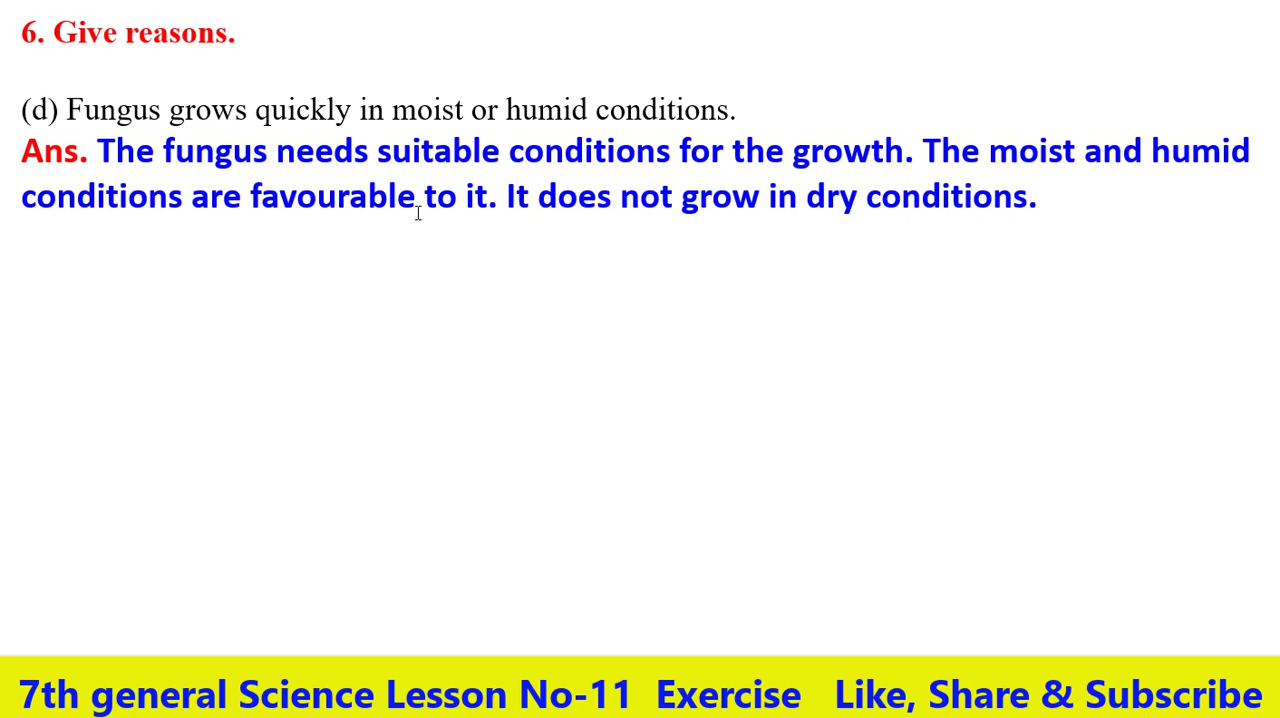 6. Give reasons.
(d) Fungus grows quickly in moist or humid conditions.
Ans. The fungus needs suitable conditions for the growth. The moist and humid
conditions are favourable to it. It does not grow in dry conditions.
7th general Science Lesson No-11 Exercise Like, Share & Subscribe